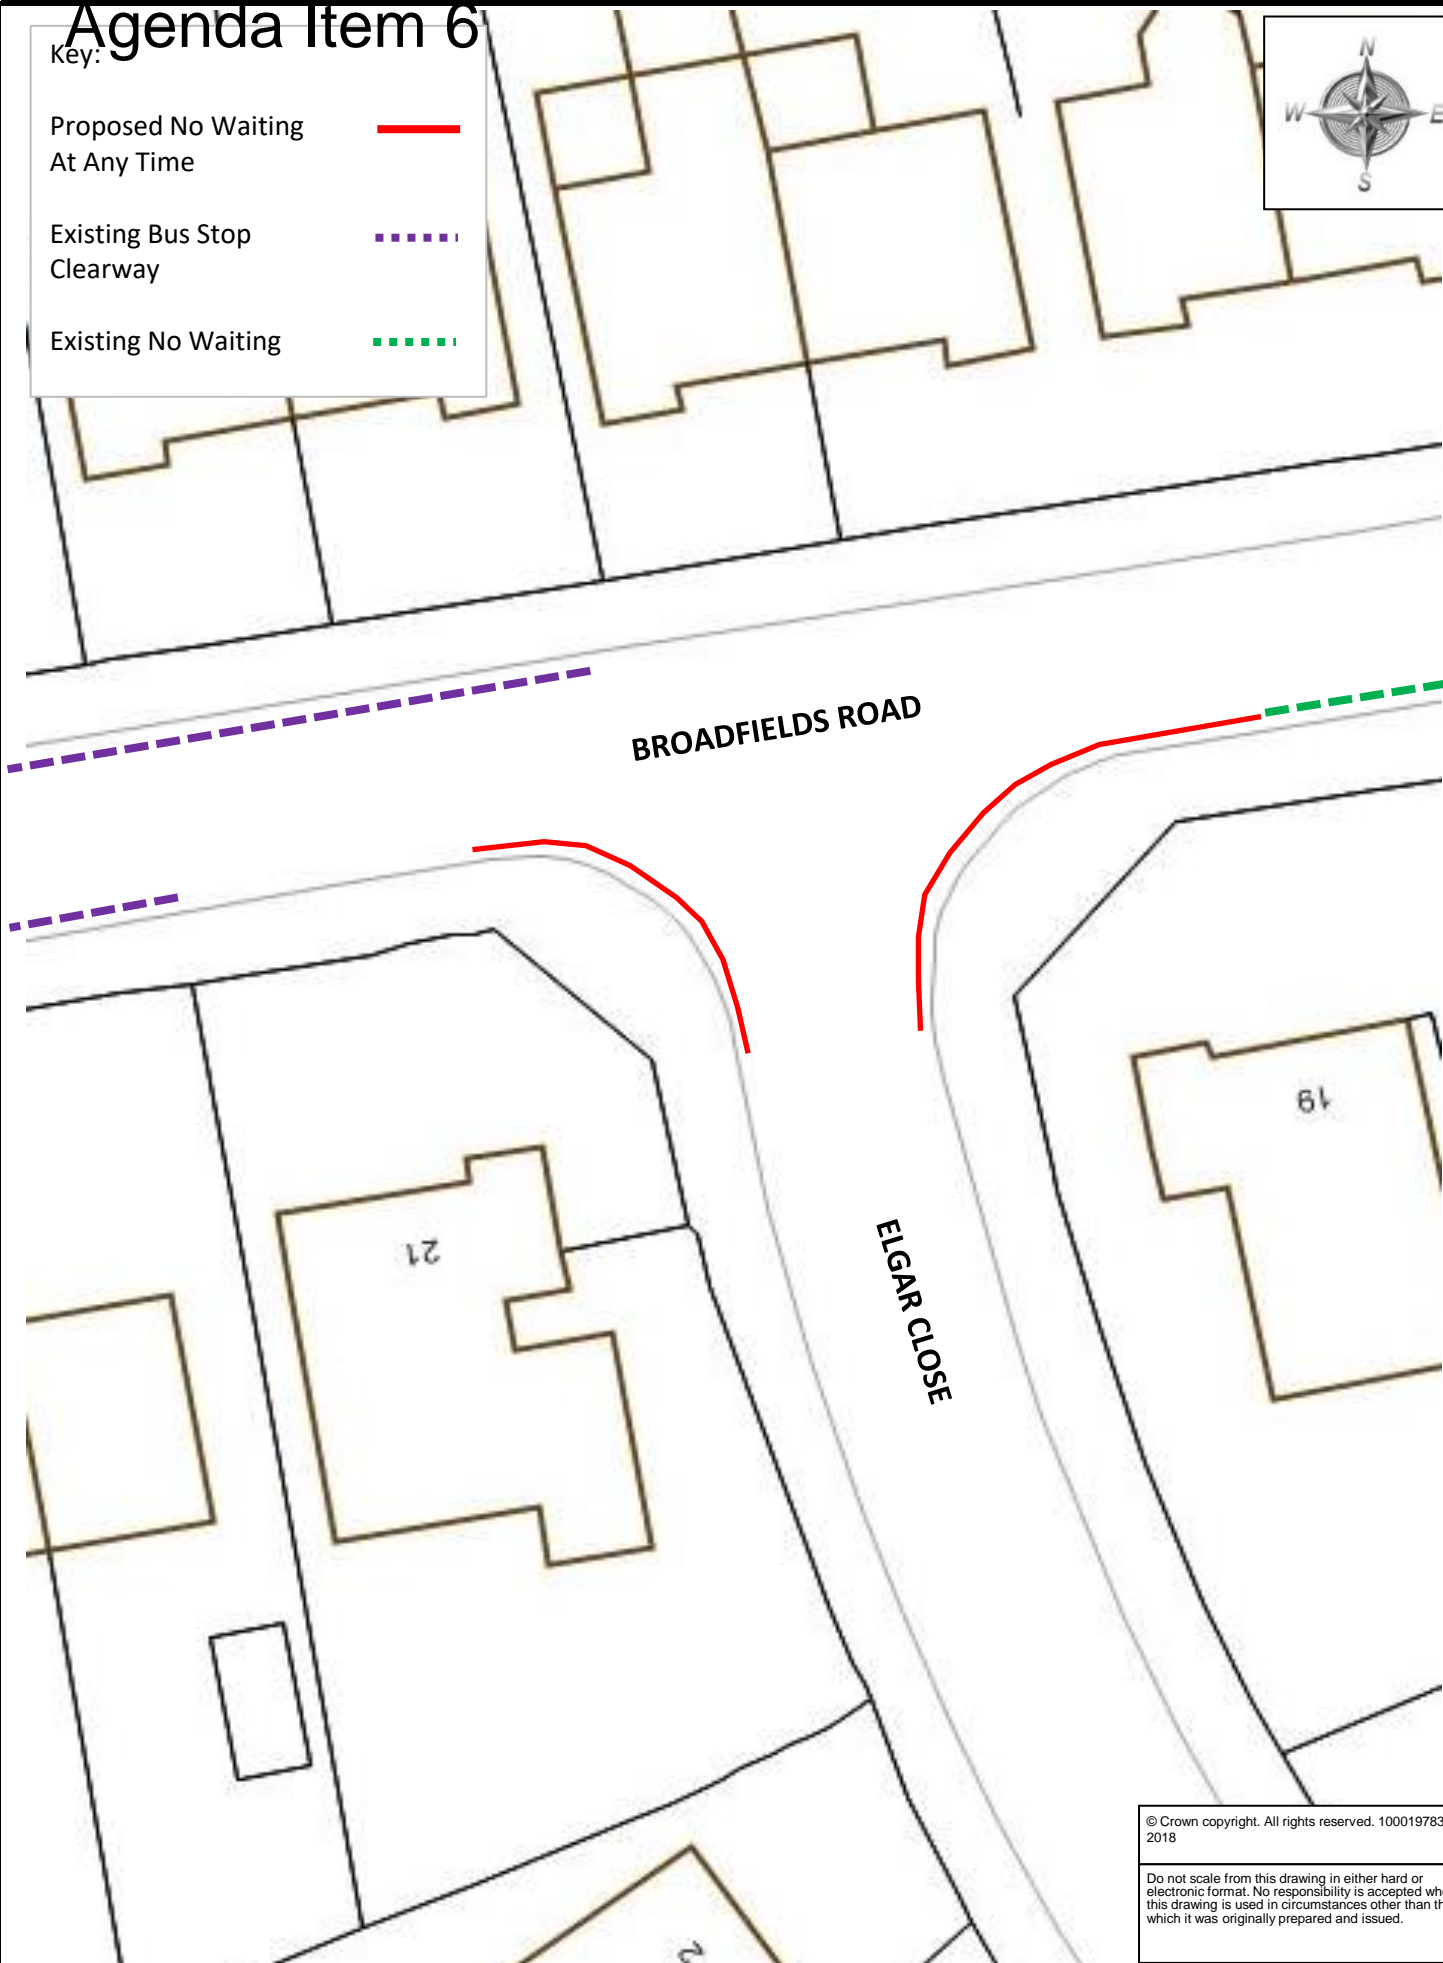 Agenda Item 6
Key:
Proposed No Waiting
At Any Time
Existing Bus Stop
Clearway
Existing No Waiting
N
W
E
S
BROADFIELDS ROAD
19
21
ELGAR CLOSE
2
© Crown copyright. All rights reserved. 100019783
2018
Do not scale from this drawing in either hard or
electronic format. No responsibility is accepted
this drawing is used in circumstances other than
which it was originally prepared and issued.